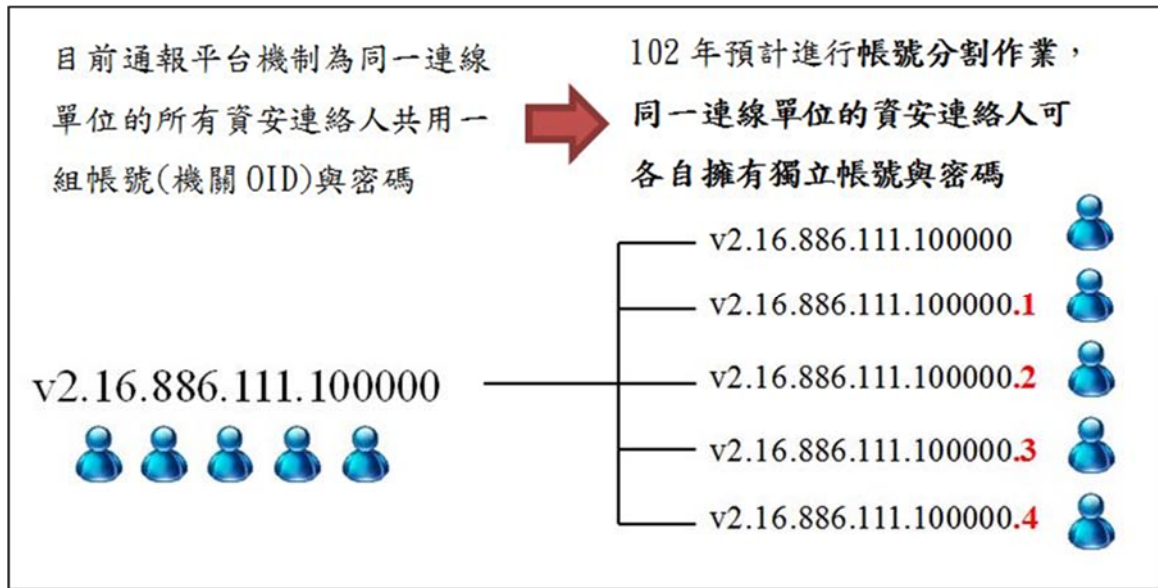 目前通報平台機制為同一連線
單位的所有資安連絡人共用一
組帳號(機關 OID)與密碼
102 年預計進行帳號分割作業，
同一連線單位的資安連絡人可
各自擁有獨立帳號與密碼
v2.16.886.111.100000
v2.16.886.111.100000
v2.16.886.111.100000.1
v2.16.886.111.100000.2
v2.16.886.111.100000.3
v2.16.886.111.100000.4